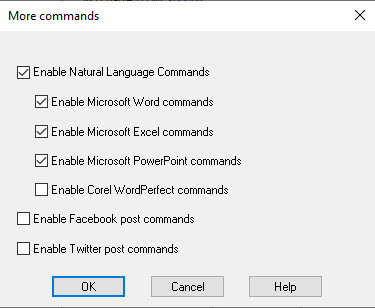 More commands
Enable Natural Language Commands
Enable Microsoft Word commands
Enable Microsoft Excel commands
Enable Microsoft PowerPoint commands
Enable Corel WordPerfect commands
Enable Facebook post commands
Enable Twitter post commands
OK Cancel Help